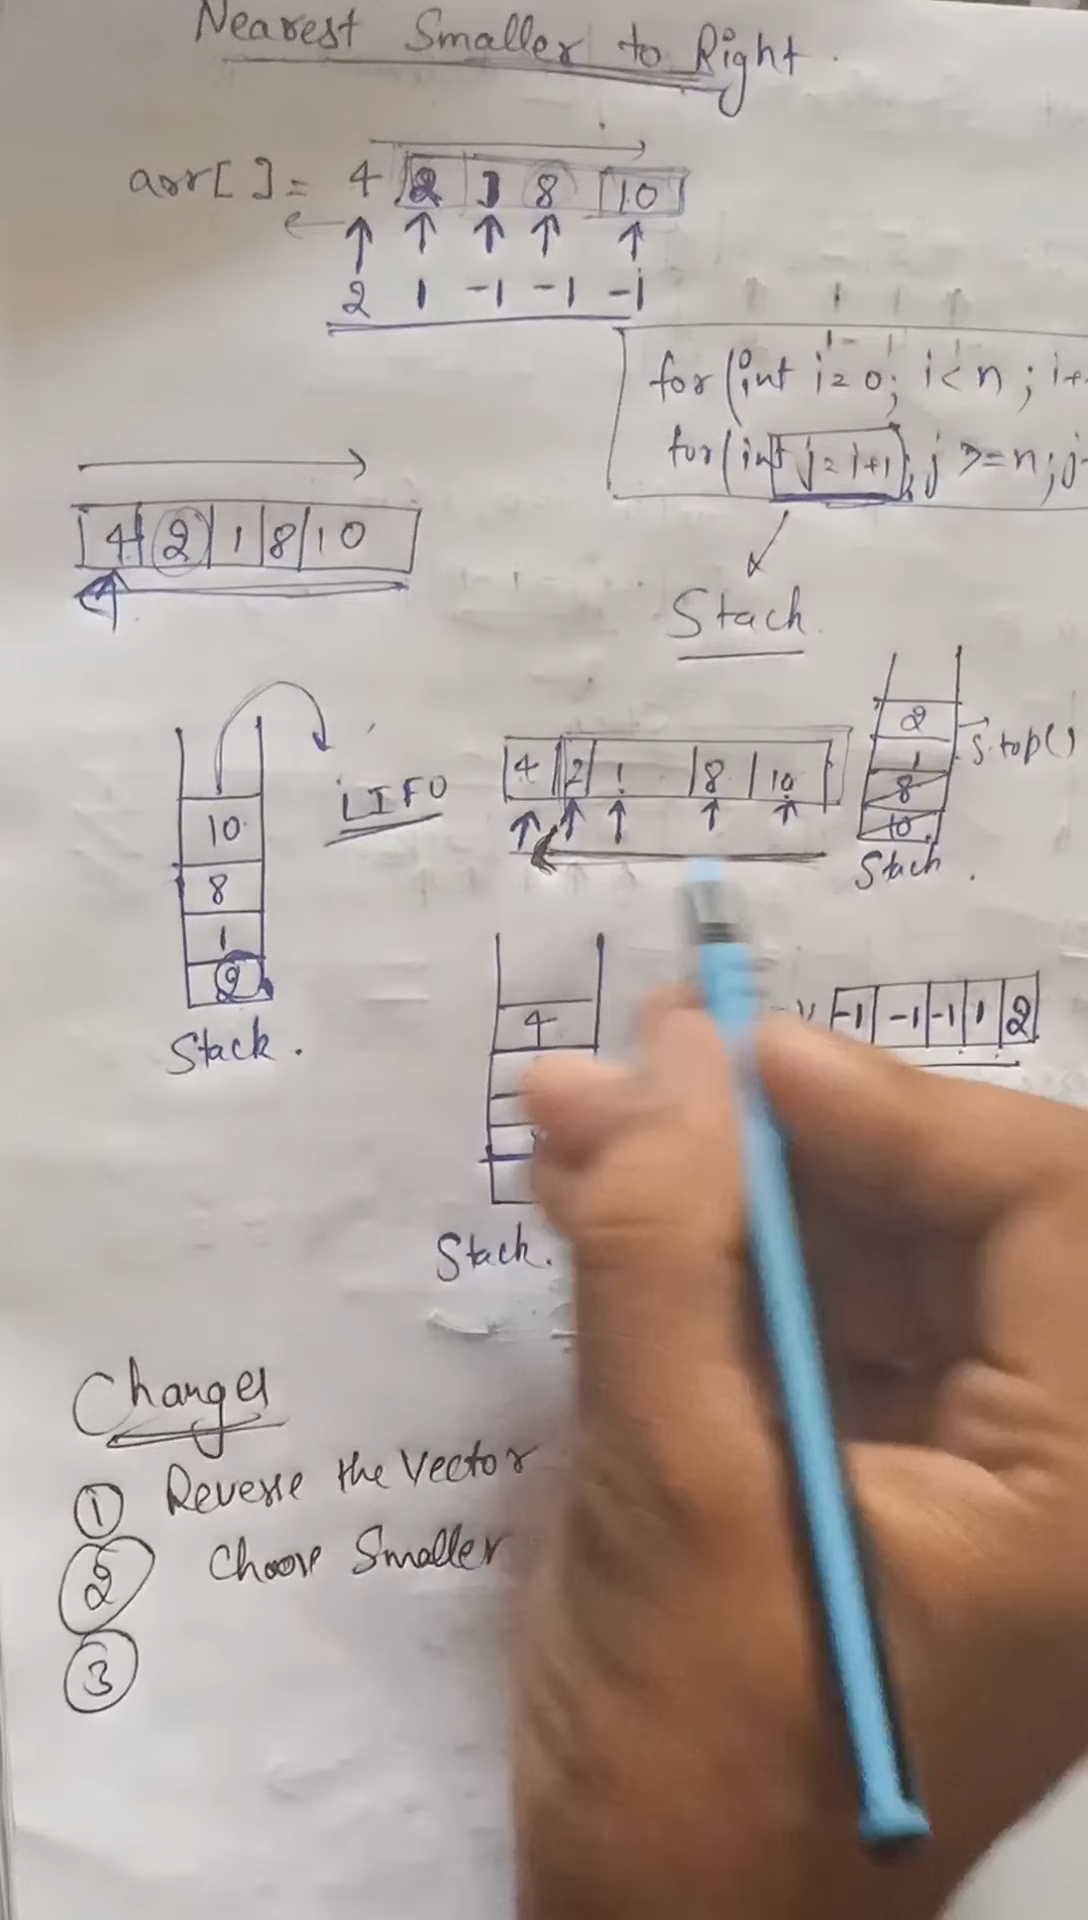 Nearest Smaller to Right.
arr[ ] = 4 2 1 8 10
2 1 -1 -1 -1
for (int i=0; i<n; i+
for (int j=i+1; j>=n; j-
4 2 1 8 10
Stack
10
8
1
2
Stack.
LIFO
4 2 1 8 10
2
1
8
10
S.top()
Stack.
4
Stack.
-1 -1 -1 1 2
Changes
① Reverse the Vector
② Choose Smaller
③